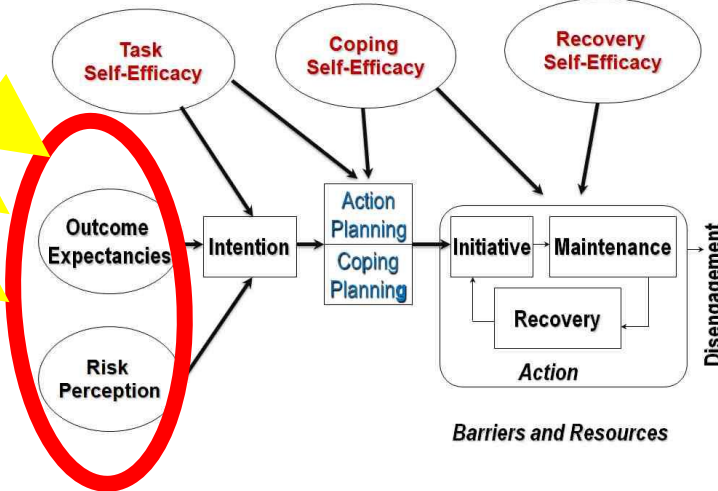 Task
Self-Efficacy
Coping
Self-Efficacy
Recovery
Self-Efficacy
Outcome
Expectancies
Intention
Action
Planning
Coping
Planning
Initiative
Maintenance
Recovery
Action
Disengagement
Risk
Perception
Barriers and Resources